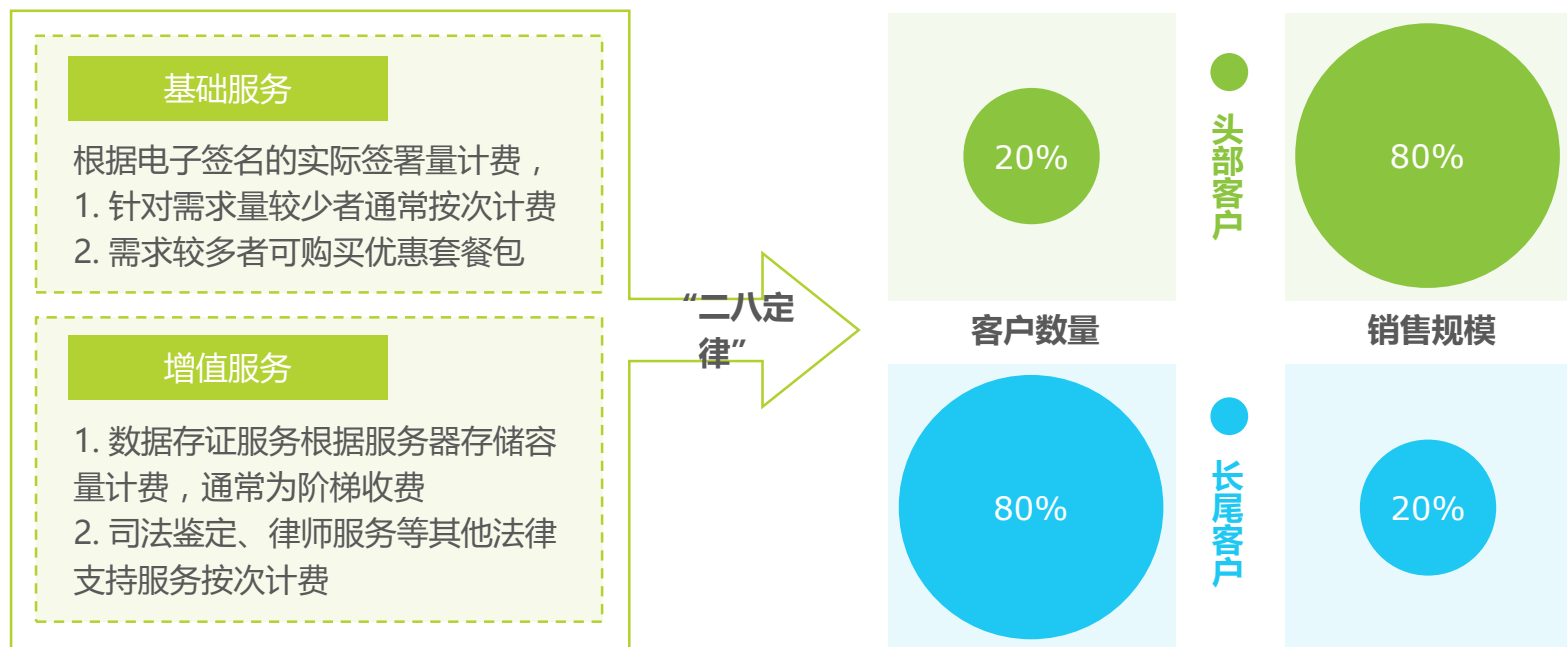 基础服务
根据电子签名的实际签署量计费，
1. 针对需求量较少者通常按次计费
2. 需求较多者可购买优惠套餐包
增值服务
1. 数据存证服务根据服务器存储容
量计费，通常为阶梯收费
2. 司法鉴定、律师服务等其他法律
支持服务按次计费
“二八定
律”
20%
头部客户
80%
客户数量
销售规模
80%
长尾客户
20%